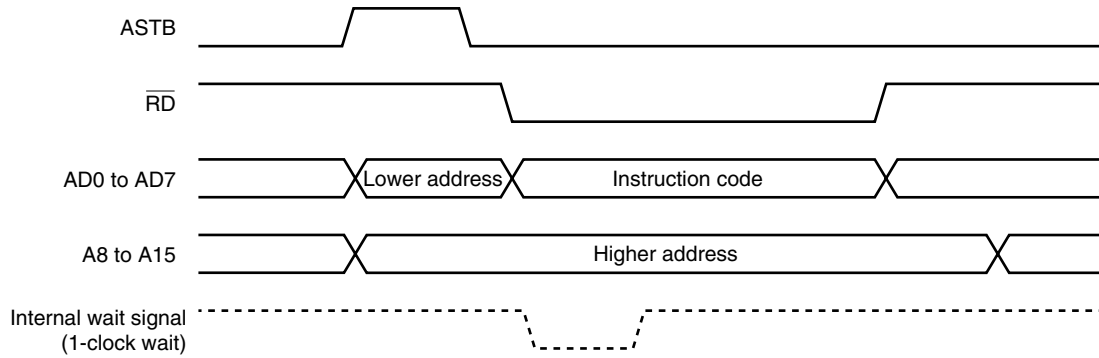 ASTB
RD
AD0 to AD7
Lower address
Instruction code
A8 to A15
Higher address
Internal wait signal
(1-clock wait)